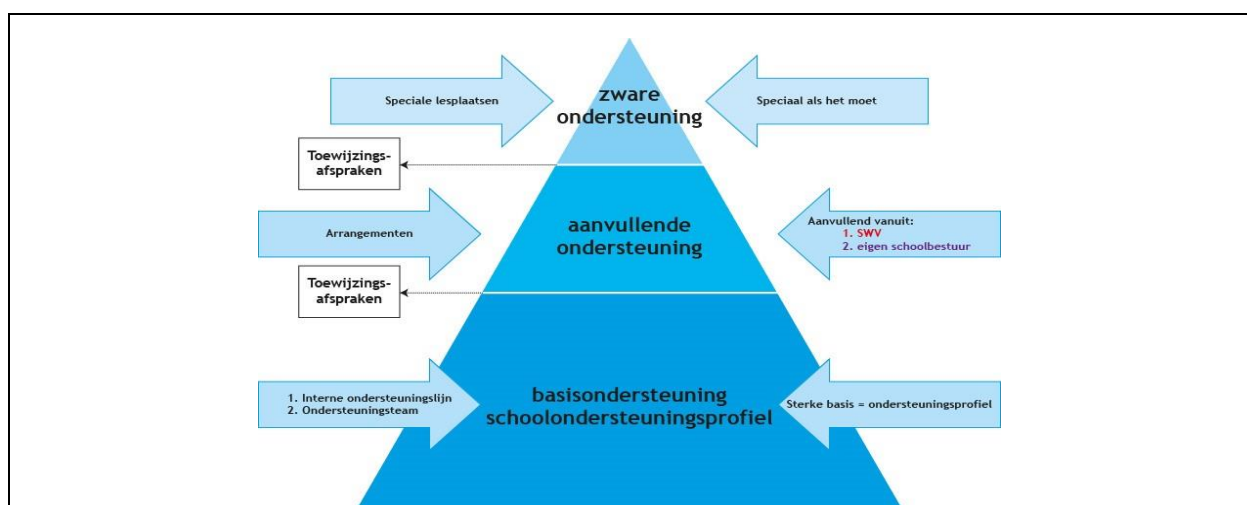 Speciale lesplaatsen
zware
ondersteuning
Speciaal als het moet
Toewijzings-
afspraken
Arrangementen
aanvullende
ondersteuning
Aanvullend vanuit:
1. SWV
2. eigen schoolbestuur
Toewijzings-
afspraken
1. Interne ondersteuningslijn
2. Ondersteuningsteam
basisondersteuning
schoolondersteuningsprofiel
Sterke basis = ondersteuningsprofiel